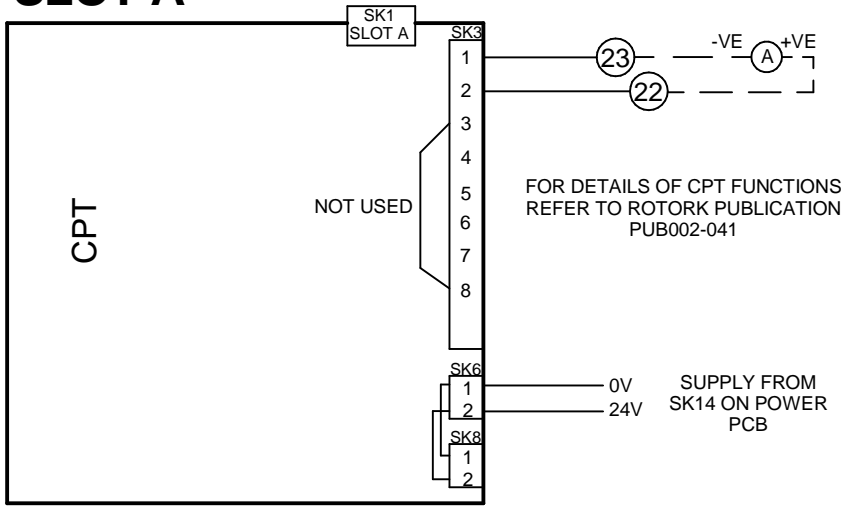 SLOT A
SK1
SLOT A
SK3
1
2
3
4
5
6
7
8
23
-VE
A
+VE
22
NOT USED
CPT
FOR DETAILS OF CPT FUNCTIONS
REFER TO ROTORK PUBLICATION
PUB002-041
SK6
1
2
0V
24V
SUPPLY FROM
SK14 ON POWER
PCB
SK8
1
2